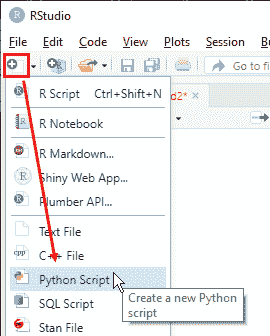 RStudio
File Edit Code View Plots Session Bu
Go to fi
d2*
R Script Ctrl+Shift+N
R Notebook
R Markdown...
Shiny Web App...
Plumber API...
Text File
C++ File
Python Script
Create a new Python
script
SQL Script
Stan File